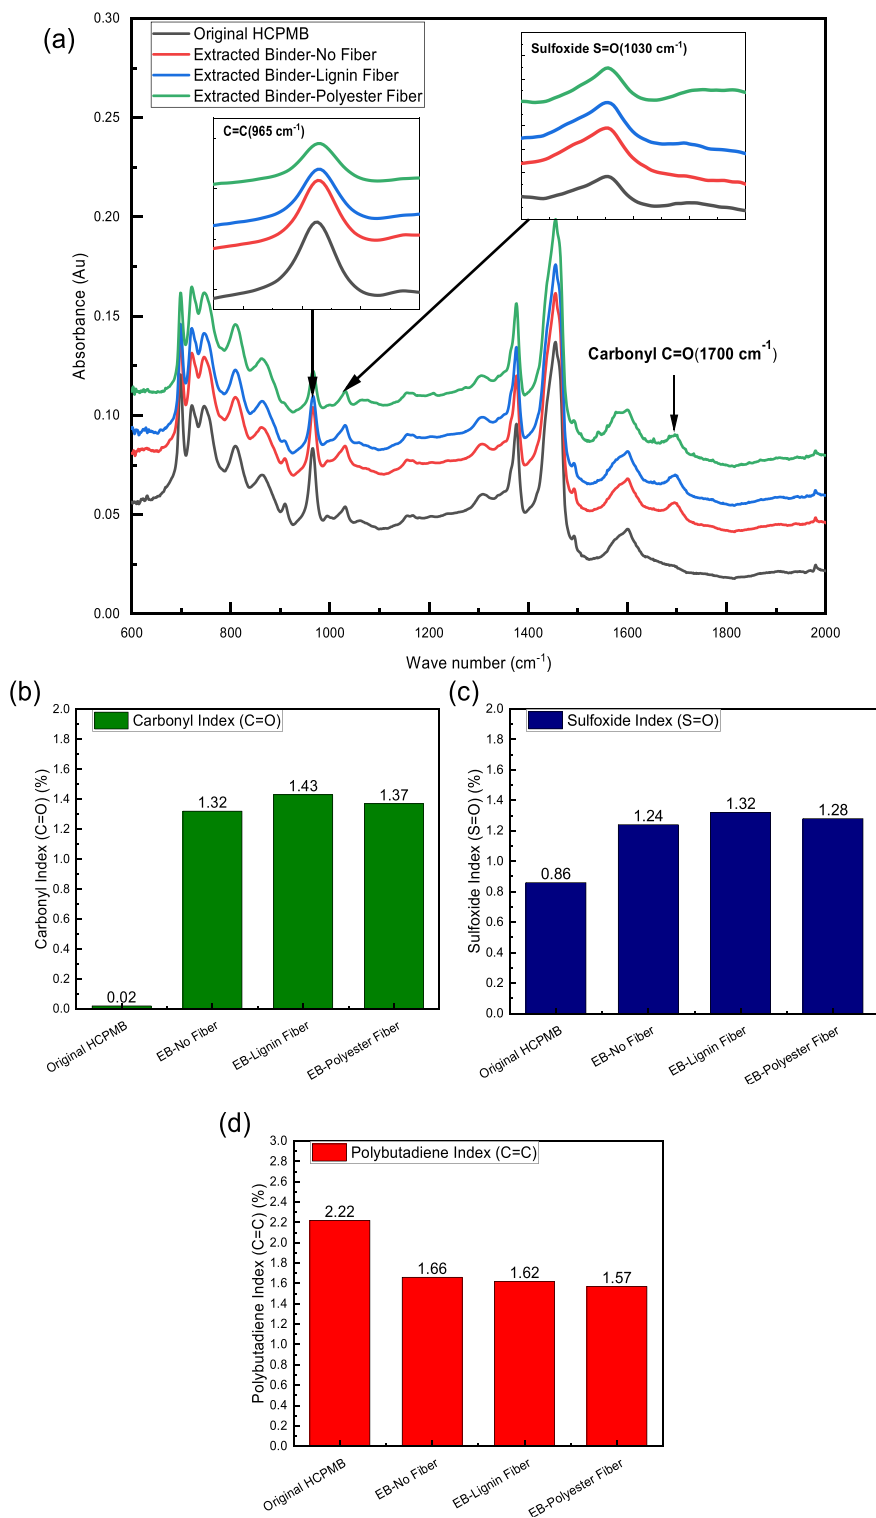 (a)
Original HCPMB
Extracted Binder-No Fiber
Extracted Binder-Lignin Fiber
Extracted Binder-Polyester Fiber
C=C(965 cm⁻¹)
Sulfoxide S=O(1030 cm⁻¹)
Carbonyl C=O(1700 cm⁻¹)
Absorbance (Au)
0.30
0.25
0.20
0.15
0.10
0.05
0.00
600 800 1000 1200 1400 1600 1800 2000
Wave number (cm⁻¹)
(b)
Carbonyl Index (C=O)
Carbonyl Index (C=O) (%)
2.0
1.8
1.6
1.4
1.2
1.0
0.8
0.6
0.4
0.2
0.0
0.02 1.32 1.43 1.37
Original HCPMB EB-No Fiber EB-Lignin Fiber EB-Polyester Fiber
(c)
Sulfoxide Index (S=O)
Sulfoxide Index (S=O) (%)
2.0
1.8
1.6
1.4
1.2
1.0
0.8
0.6
0.4
0.2
0.0
0.86 1.24 1.32 1.28
Original HCPMB EB-No Fiber EB-Lignin Fiber EB-Polyester Fiber
(d)
Polybutadiene Index (C=C)
Polybutadiene Index (C=C) (%)
3.0
2.8
2.6
2.4
2.2
2.0
1.8
1.6
1.4
1.2
1.0
0.8
0.6
0.4
0.2
0.0
2.22 1.66 1.62 1.57
Original HCPMB EB-No Fiber EB-Lignin Fiber EB-Polyester Fiber